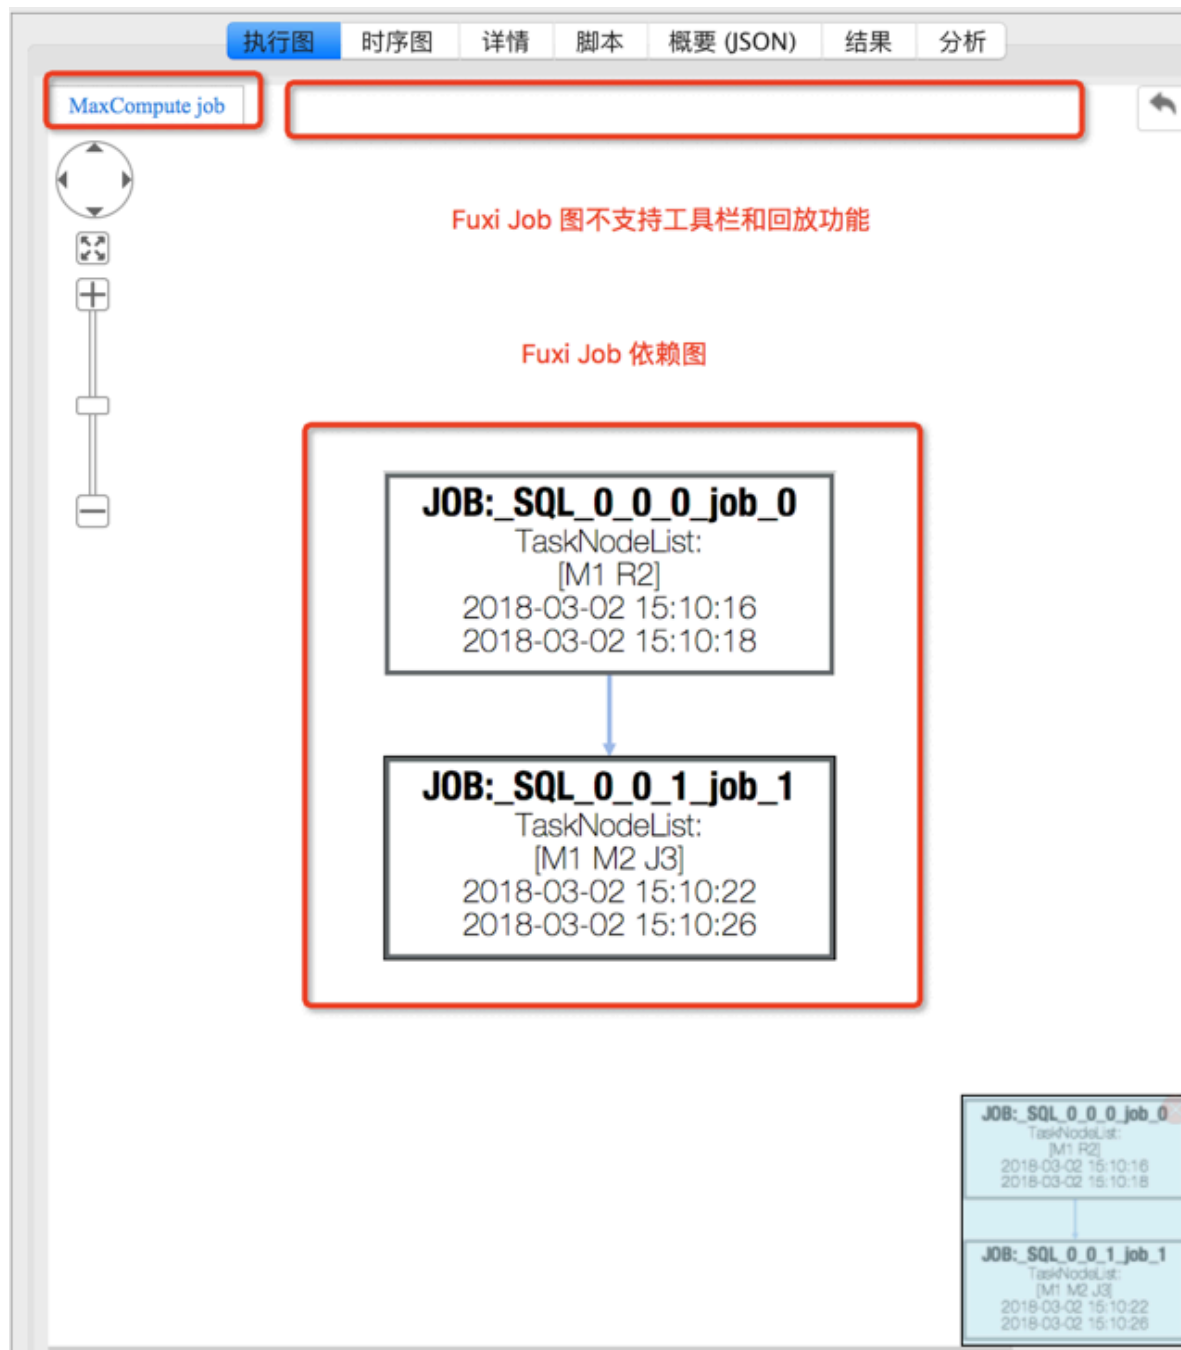 执行图 时序图 详情 脚本 概要 (JSON) 结果 分析
MaxCompute job
Fuxi Job 图不支持工具栏和回放功能
Fuxi Job 依赖图
JOB:_SQL_0_0_0_job_0
TaskNodeList:
[M1 R2]
2018-03-02 15:10:16
2018-03-02 15:10:18
JOB:_SQL_0_0_1_job_1
TaskNodeList:
[M1 M2 J3]
2018-03-02 15:10:22
2018-03-02 15:10:26
JOB:_SQL_0_0_0_job_0
TaskNodeList:
[M1 R2]
2018-03-02 15:10:16
2018-03-02 15:10:18
JOB:_SQL_0_0_1_job_1
TaskNodeList:
[M1 M2 J3]
2018-03-02 15:10:22
2018-03-02 15:10:26